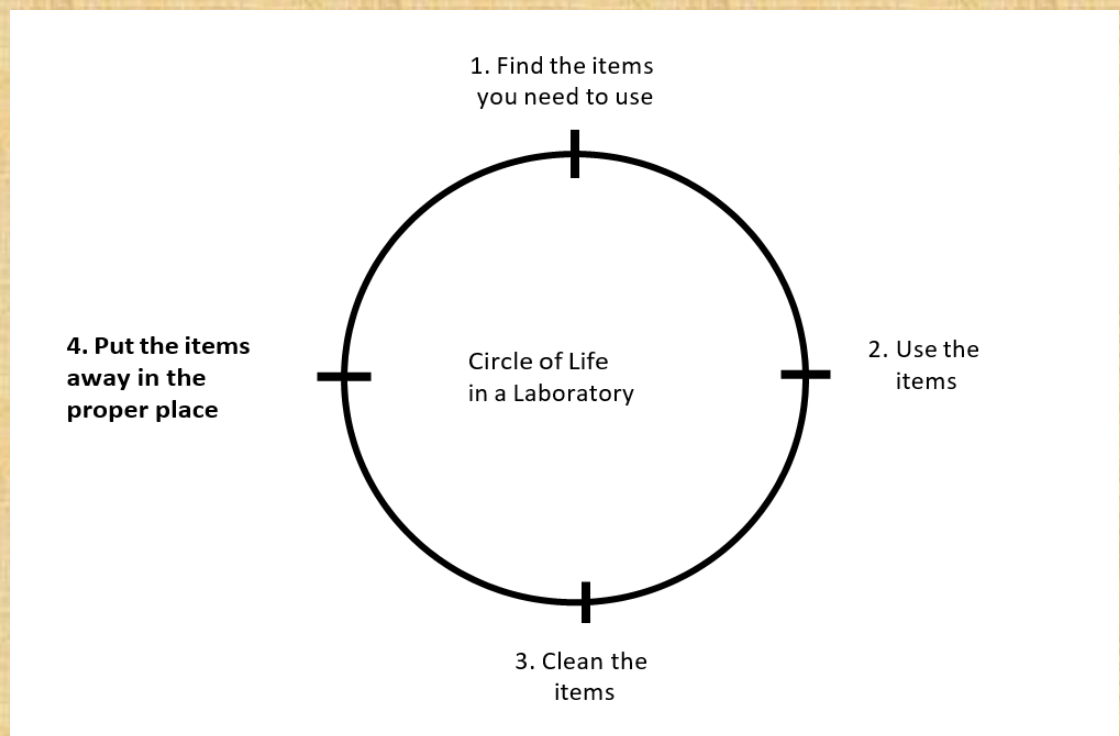 1. Find the items
you need to use
2. Use the
items
3. Clean the
items
4. Put the items
away in the
proper place
Circle of Life
in a Laboratory